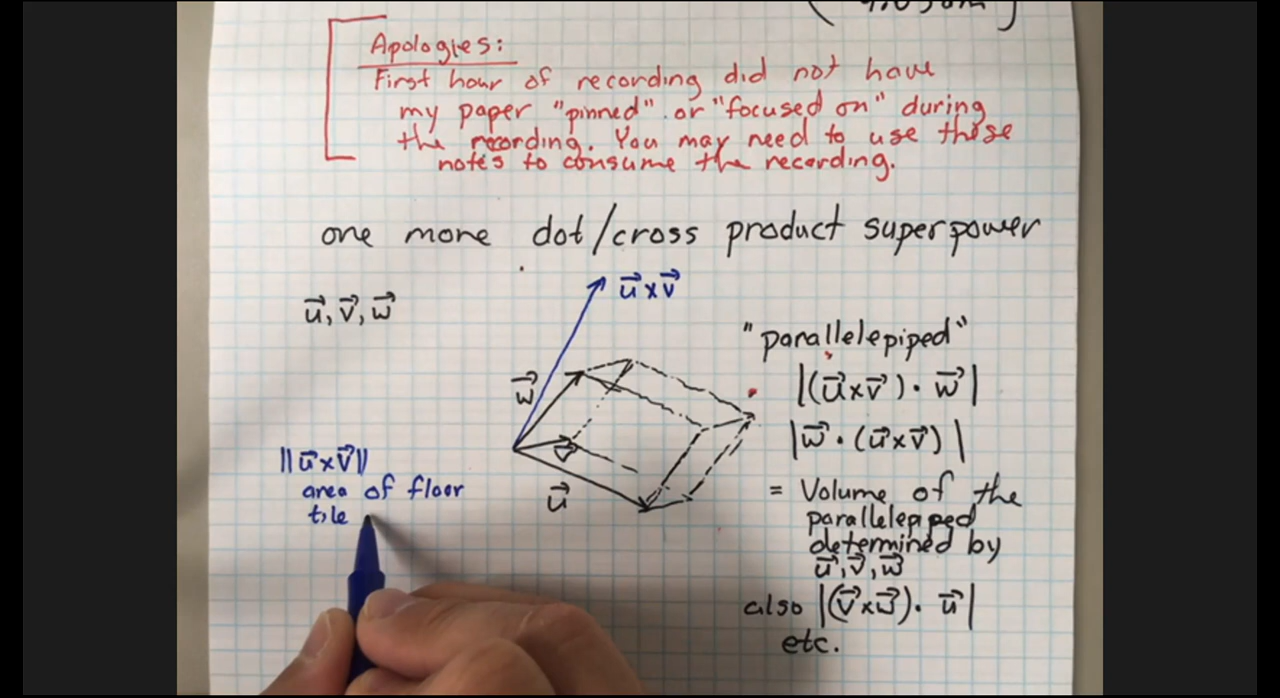 Apologies:
First hour of recording did not have
my paper "pinned" or "focused on" during
the recording. You may need to use these
notes to consume the recording.
one more dot/cross product superpower
u⃗, v⃗, w⃗
u⃗×v⃗
"parallelepiped"
w⃗
|(u⃗×v⃗)·w⃗|
|w⃗·(u⃗×v⃗)|
v⃗
u⃗
||u⃗×v⃗||
area of floor
tile
= Volume of the
parallelepiped
determined by
u⃗, v⃗, w⃗
also |(v⃗×w⃗)·u⃗|
etc.